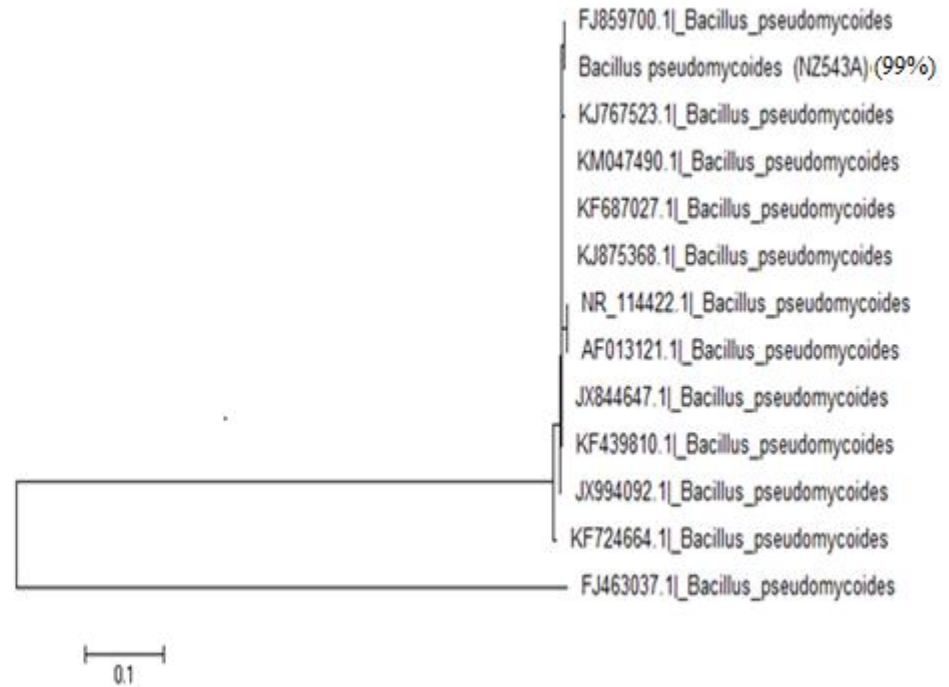 FJ859700.1|_Bacillus_pseudomycoides
Bacillus pseudomycoides (NZ543A) (99%)
KJ767523.1|_Bacillus_pseudomycoides
KM047490.1|_Bacillus_pseudomycoides
KF687027.1|_Bacillus_pseudomycoides
KJ875368.1|_Bacillus_pseudomycoides
NR_114422.1|_Bacillus_pseudomycoides
AF013121.1|_Bacillus_pseudomycoides
JX844647.1|_Bacillus_pseudomycoides
KF439810.1|_Bacillus_pseudomycoides
JX994092.1|_Bacillus_pseudomycoides
KF724664.1|_Bacillus_pseudomycoides
FJ463037.1|_Bacillus_pseudomycoides
0.1